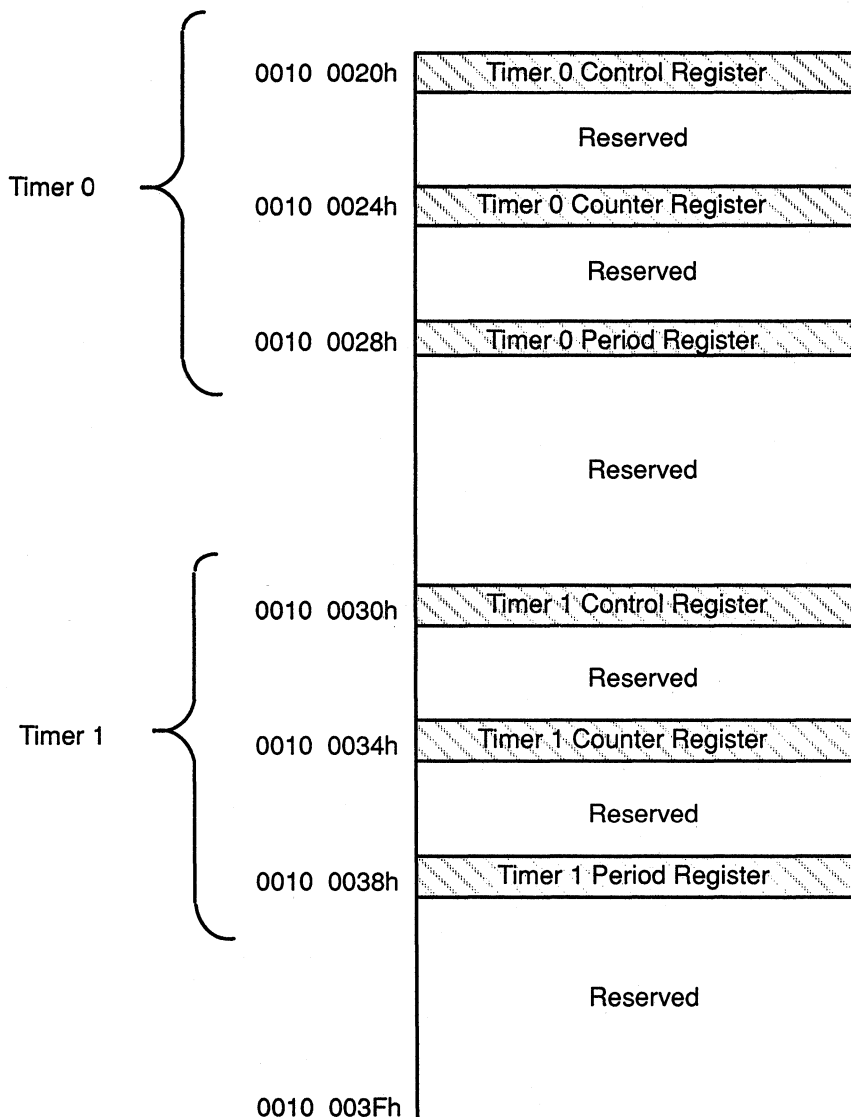 0010 0020h Timer 0 Control Register
Reserved
Timer 0
0010 0024h Timer 0 Counter Register
Reserved
0010 0028h Timer 0 Period Register
Reserved
0010 0030h Timer 1 Control Register
Reserved
Timer 1
0010 0034h Timer 1 Counter Register
Reserved
0010 0038h Timer 1 Period Register
Reserved
0010 003Fh